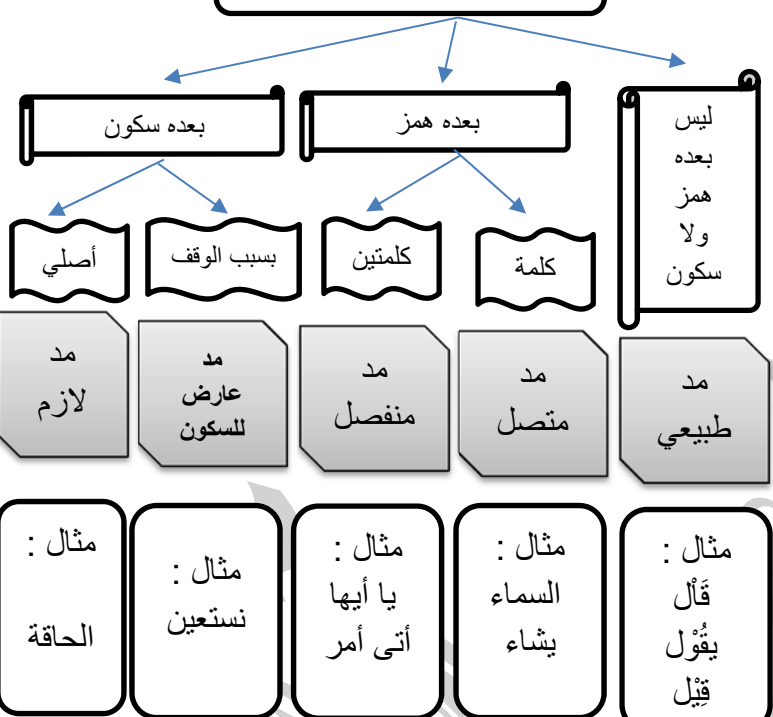 ليس
بعده
همز
ولا
سكون
بعده همز
بعده سكون
كلمة
كلمتين
بسبب الوقف
أصلي
مد
طبيعي
مد
متصل
مد
منفصل
مد
عارض
للسكون
مد
لازم
مثال :
قَاْل
يقُوْل
قِيْل
مثال :
السماء
يشاء
مثال :
يا أيها
أتى أمر
مثال :
نستعين
مثال :
الحاقة